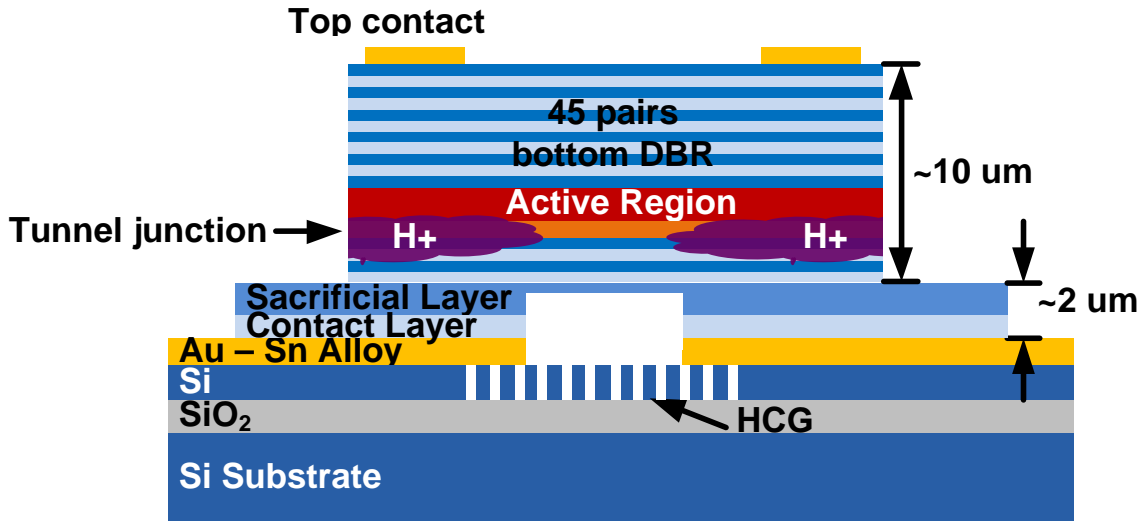 Top contact
45 pairs
bottom DBR
~10 um
Active Region
Tunnel junction
H+
H+
Sacrificial Layer
~2 um
Contact Layer
Au – Sn Alloy
Si
SiO₂
HCG
Si Substrate